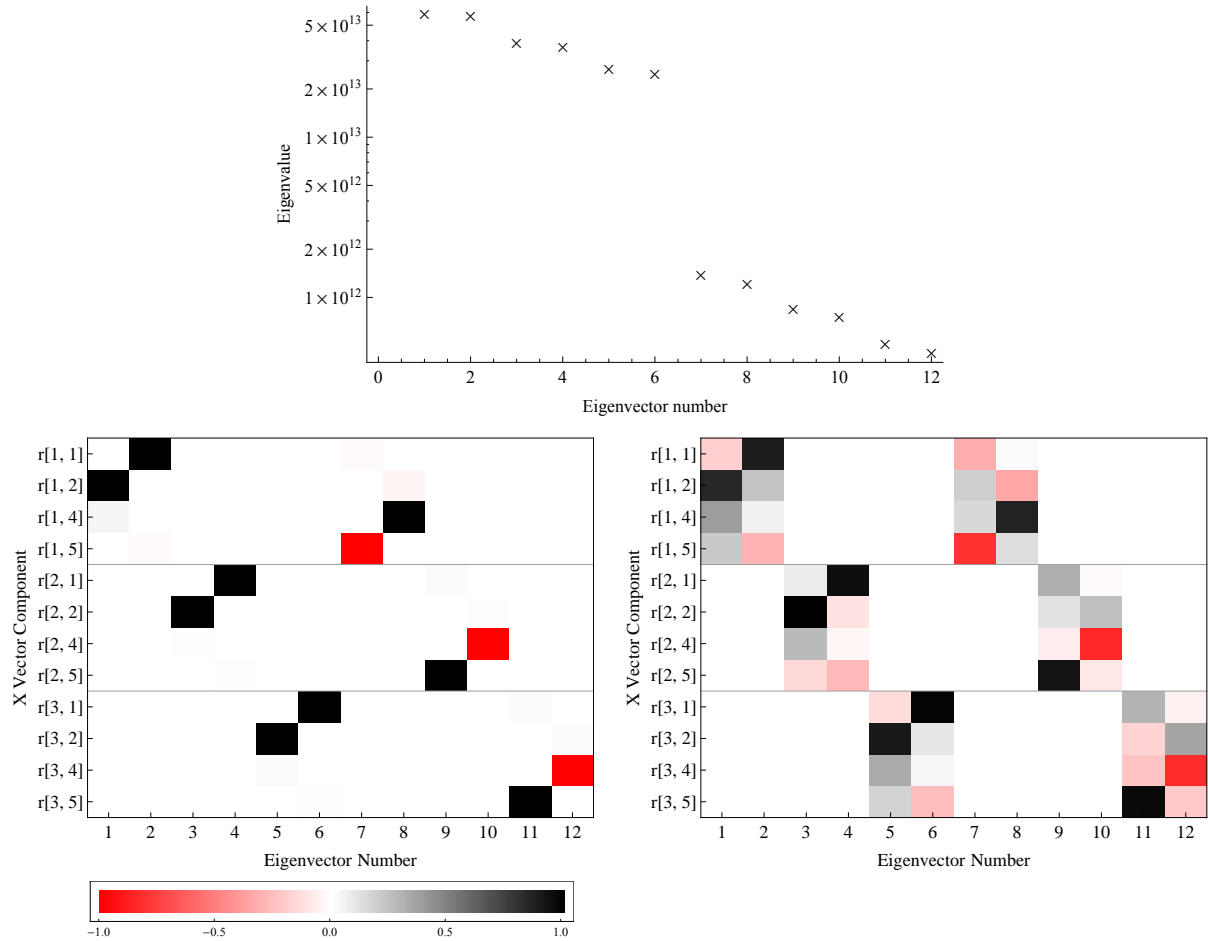 5 × 10^13
2 × 10^13
1 × 10^13
5 × 10^12
2 × 10^12
1 × 10^12
Eigenvalue
0 2 4 6 8 10 12
Eigenvector number
X Vector Component
r[1, 1]
r[1, 2]
r[1, 4]
r[1, 5]
r[2, 1]
r[2, 2]
r[2, 4]
r[2, 5]
r[3, 1]
r[3, 2]
r[3, 4]
r[3, 5]
1 2 3 4 5 6 7 8 9 10 11 12
Eigenvector Number
X Vector Component
r[1, 1]
r[1, 2]
r[1, 4]
r[1, 5]
r[2, 1]
r[2, 2]
r[2, 4]
r[2, 5]
r[3, 1]
r[3, 2]
r[3, 4]
r[3, 5]
1 2 3 4 5 6 7 8 9 10 11 12
Eigenvector Number
−1.0 −0.5 0.0 0.5 1.0